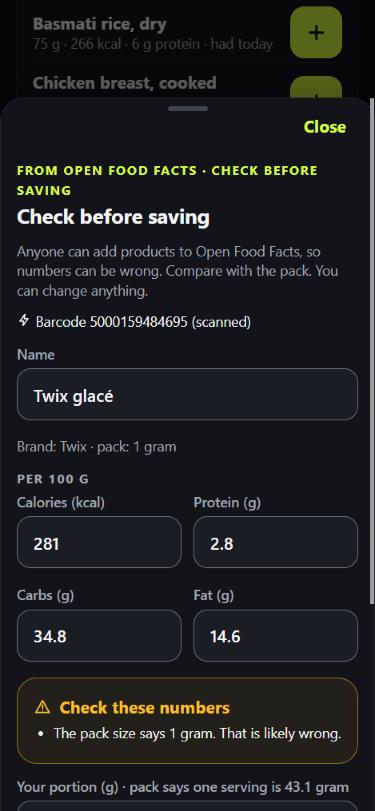 Basmati rice, dry
75 g · 266 kcal · 6 g protein · had today
+
Chicken breast, cooked
Close
FROM OPEN FOOD FACTS · CHECK BEFORE
SAVING
Check before saving
Anyone can add products to Open Food Facts, so
numbers can be wrong. Compare with the pack. You
can change anything.
Barcode 5000159484695 (scanned)
Name
Twix glacé
Brand: Twix · pack: 1 gram
PER 100 G
Calories (kcal)
Protein (g)
281
2.8
Carbs (g)
Fat (g)
34.8
14.6
Check these numbers
• The pack size says 1 gram. That is likely wrong.
Your portion (g) · pack says one serving is 43.1 gram